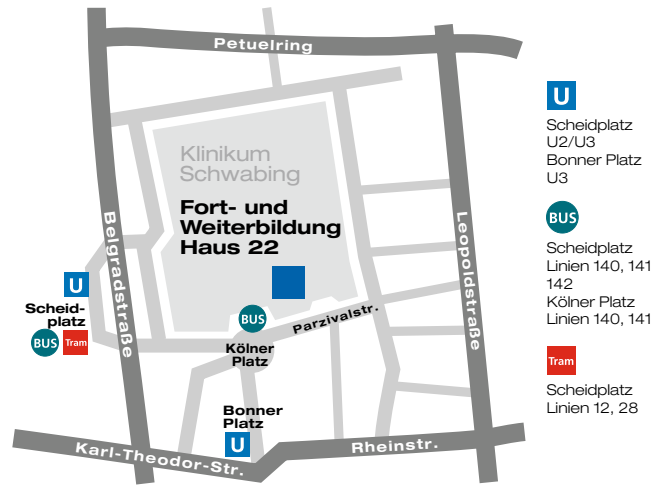 Petuelring
Klinikum
Schwabing
Fort- und
Weiterbildung
Haus 22
Belgradstraße
Leopoldstraße
U
Scheid-
platz
BUS
Tram
BUS
Parzivalstr.
Kölner
Platz
Bonner
Platz
U
Karl-Theodor-Str.
Rheinstr.
U
Scheidplatz
U2/U3
Bonner Platz
U3
BUS
Scheidplatz
Linien 140, 141
142
Kölner Platz
Linien 140, 141
Tram
Scheidplatz
Linien 12, 28